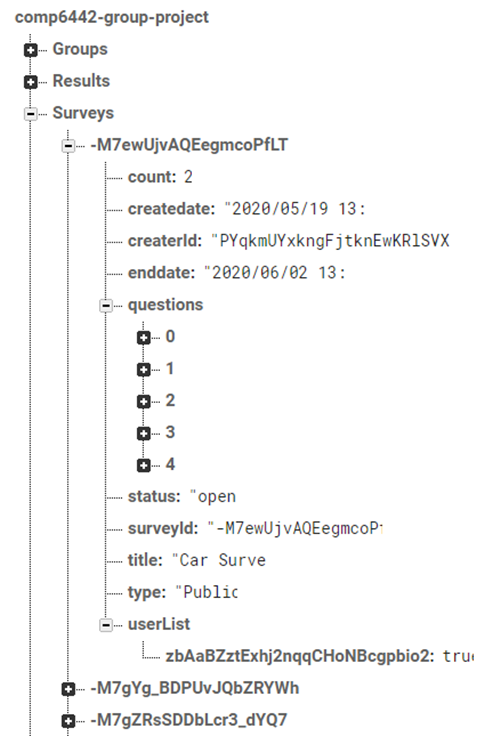 comp6442-group-project
Groups
Results
Surveys
-M7ewUjvAQEegmcoPfLT
count: 2
createdate: "2020/05/19 13:
createrId: "PYqkmUYxkngFjtknEwKRlSVX
enddate: "2020/06/02 13:
questions
0
1
2
3
4
status: "open
surveyId: "-M7ewUjvAQEegmcoP
title: "Car Surve
type: "Public
userList
zbAaBZztExhj2nqqCHoNBcgpbio2: true
-M7gYg_BDPUvJQbZRYWh
-M7gZRsSDDbLcr3_dYQ7